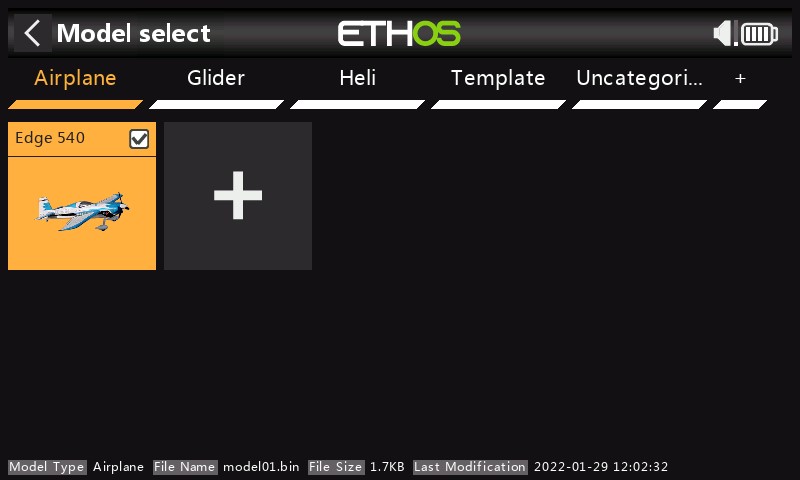 Model select ETHOS
Airplane Glider Heli Template Uncategori... +
Edge 540
Model Type Airplane File Name model01.bin File Size 1.7KB Last Modification 2022-01-29 12:02:32